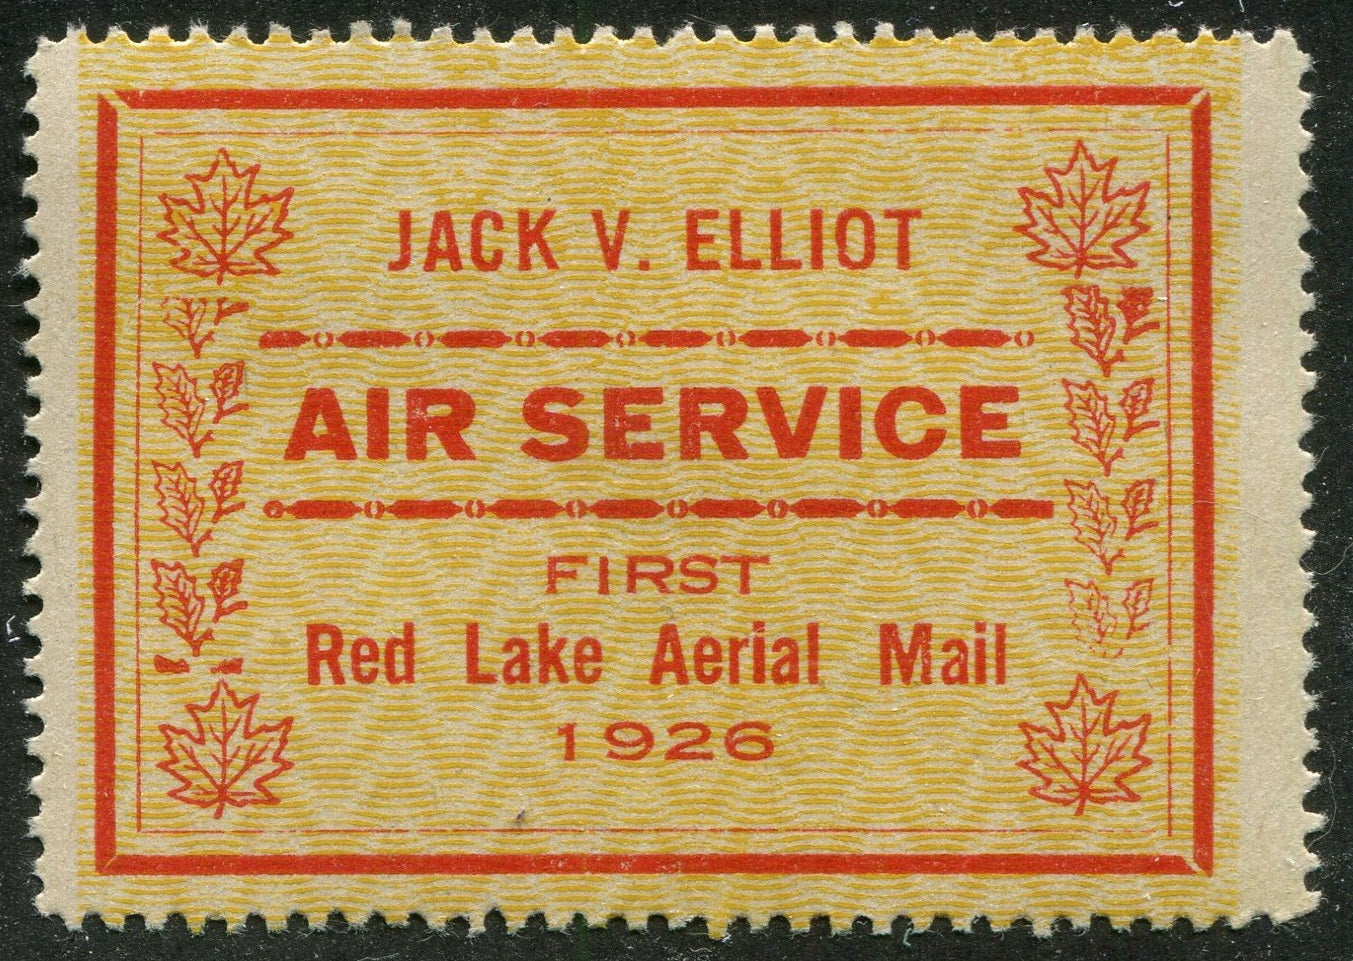 JACK V. ELLIOT
AIR SERVICE
FIRST
Red Lake Aerial Mail
1926